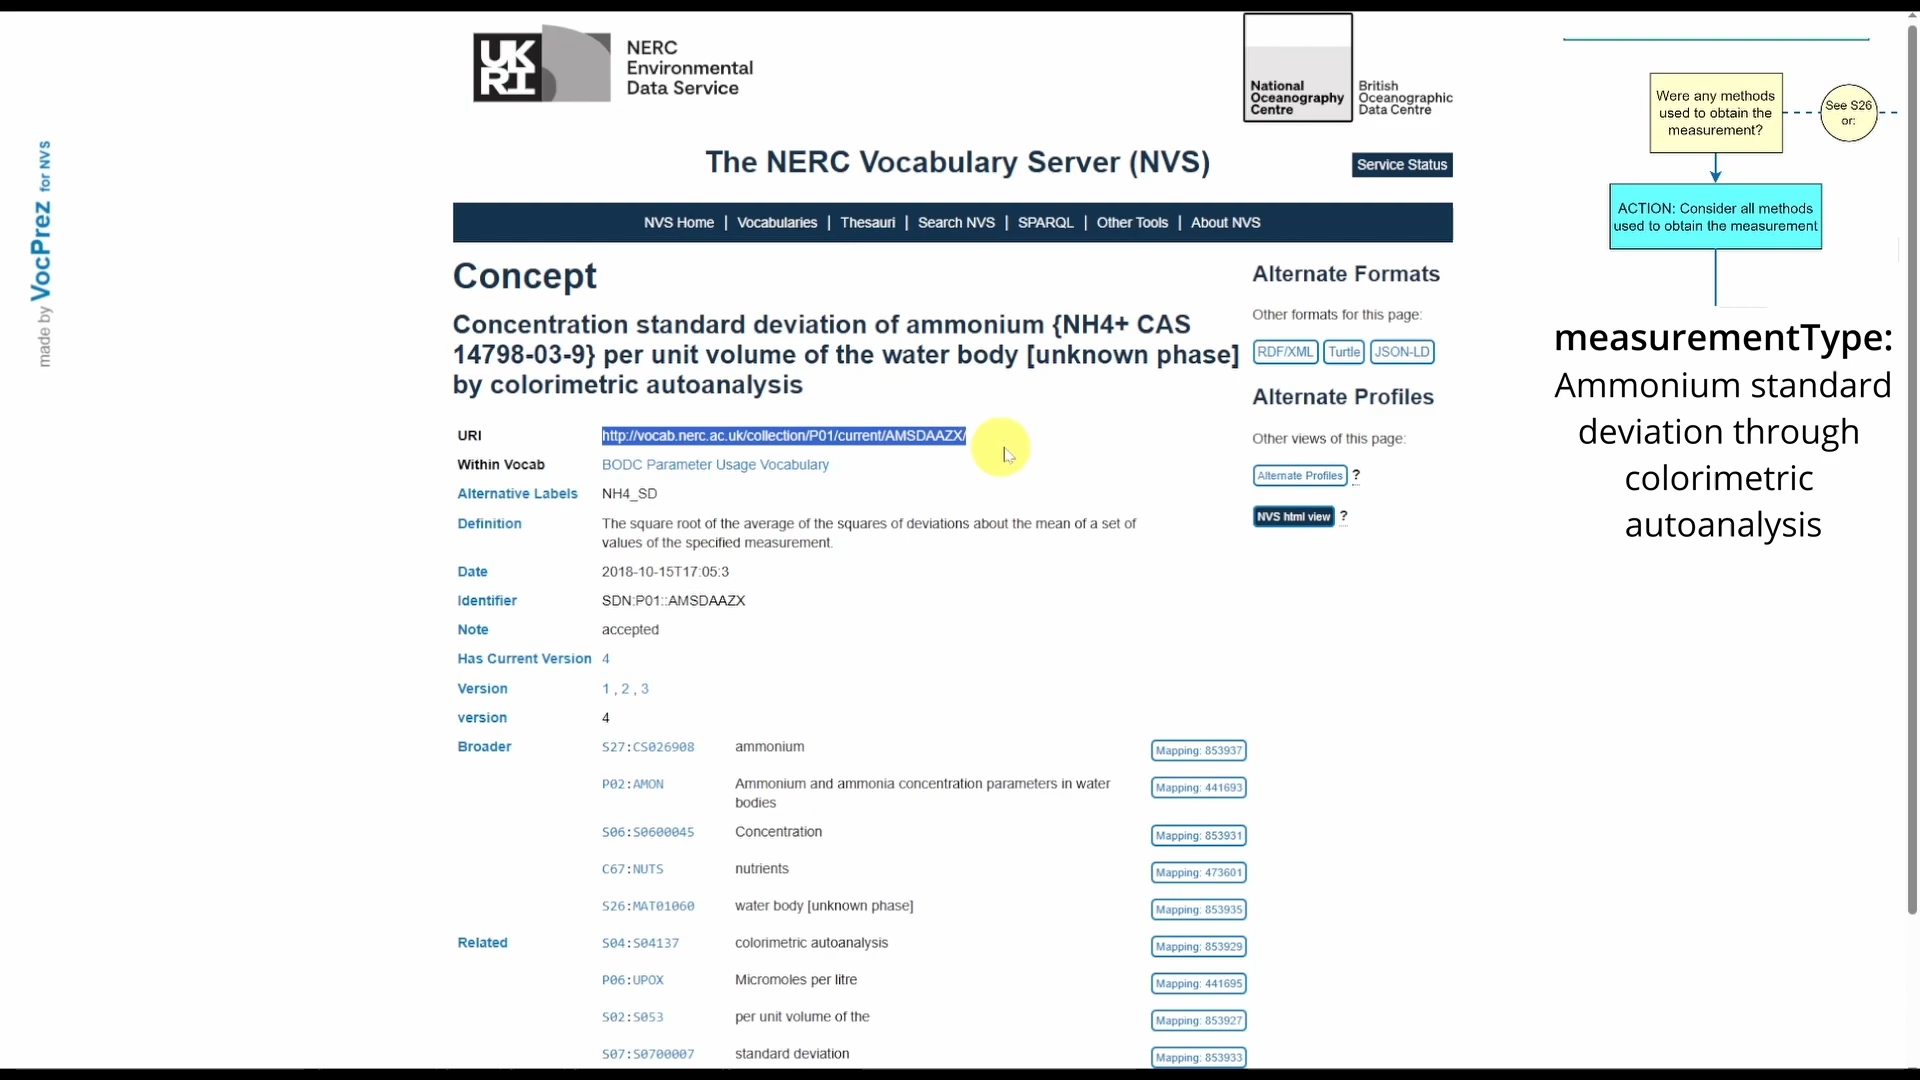 UK
RI
NERC
Environmental
Data Service
National
Oceanography
Centre
British
Oceanographic
Data Centre
made by VocPrez for NVS
The NERC Vocabulary Server (NVS)
Service Status
NVS Home | Vocabularies | Thesauri | Search NVS | SPARQL | Other Tools | About NVS
Concept
Concentration standard deviation of ammonium {NH4+ CAS
14798-03-9} per unit volume of the water body [unknown phase]
by colorimetric autoanalysis
URI http://vocab.nerc.ac.uk/collection/P01/current/AMSDAAZX/
Within Vocab BODC Parameter Usage Vocabulary
Alternative Labels NH4_SD
Definition The square root of the average of the squares of deviations about the mean of a set of
values of the specified measurement.
Date 2018-10-15T17:05:3
Identifier SDN:P01::AMSDAAZX
Note accepted
Has Current Version 4
Version 1 , 2 , 3
version 4
Broader S27:CS026908 ammonium Mapping: 853937
P02:AMON Ammonium and ammonia concentration parameters in water
bodies Mapping: 441693
S06:S0600045 Concentration Mapping: 853931
C67:NUTS nutrients Mapping: 473601
S26:MAT01060 water body [unknown phase] Mapping: 853935
Related S04:S04137 colorimetric autoanalysis Mapping: 853929
P06:UPOX Micromoles per litre Mapping: 441695
S02:S053 per unit volume of the Mapping: 853927
S07:S0700007 standard deviation Mapping: 853933
Alternate Formats
Other formats for this page:
RDF/XML Turtle JSON-LD
Alternate Profiles
Other views of this page:
Alternate Profiles ?
NVS html view ?
Were any methods
used to obtain the
measurement?
See S26
or:
ACTION: Consider all methods
used to obtain the measurement
measurementType:
Ammonium standard
deviation through
colorimetric
autoanalysis